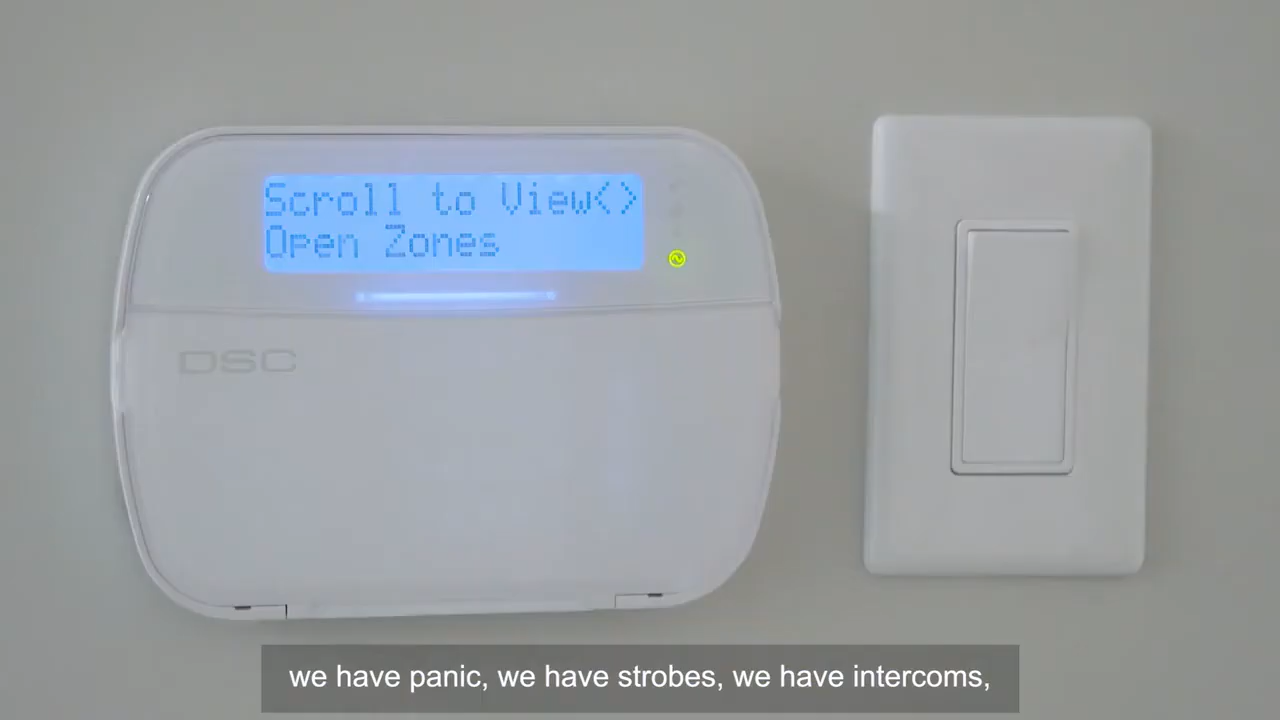 Scroll to View<>
Open Zones
DSC
we have panic, we have strobes, we have intercoms,